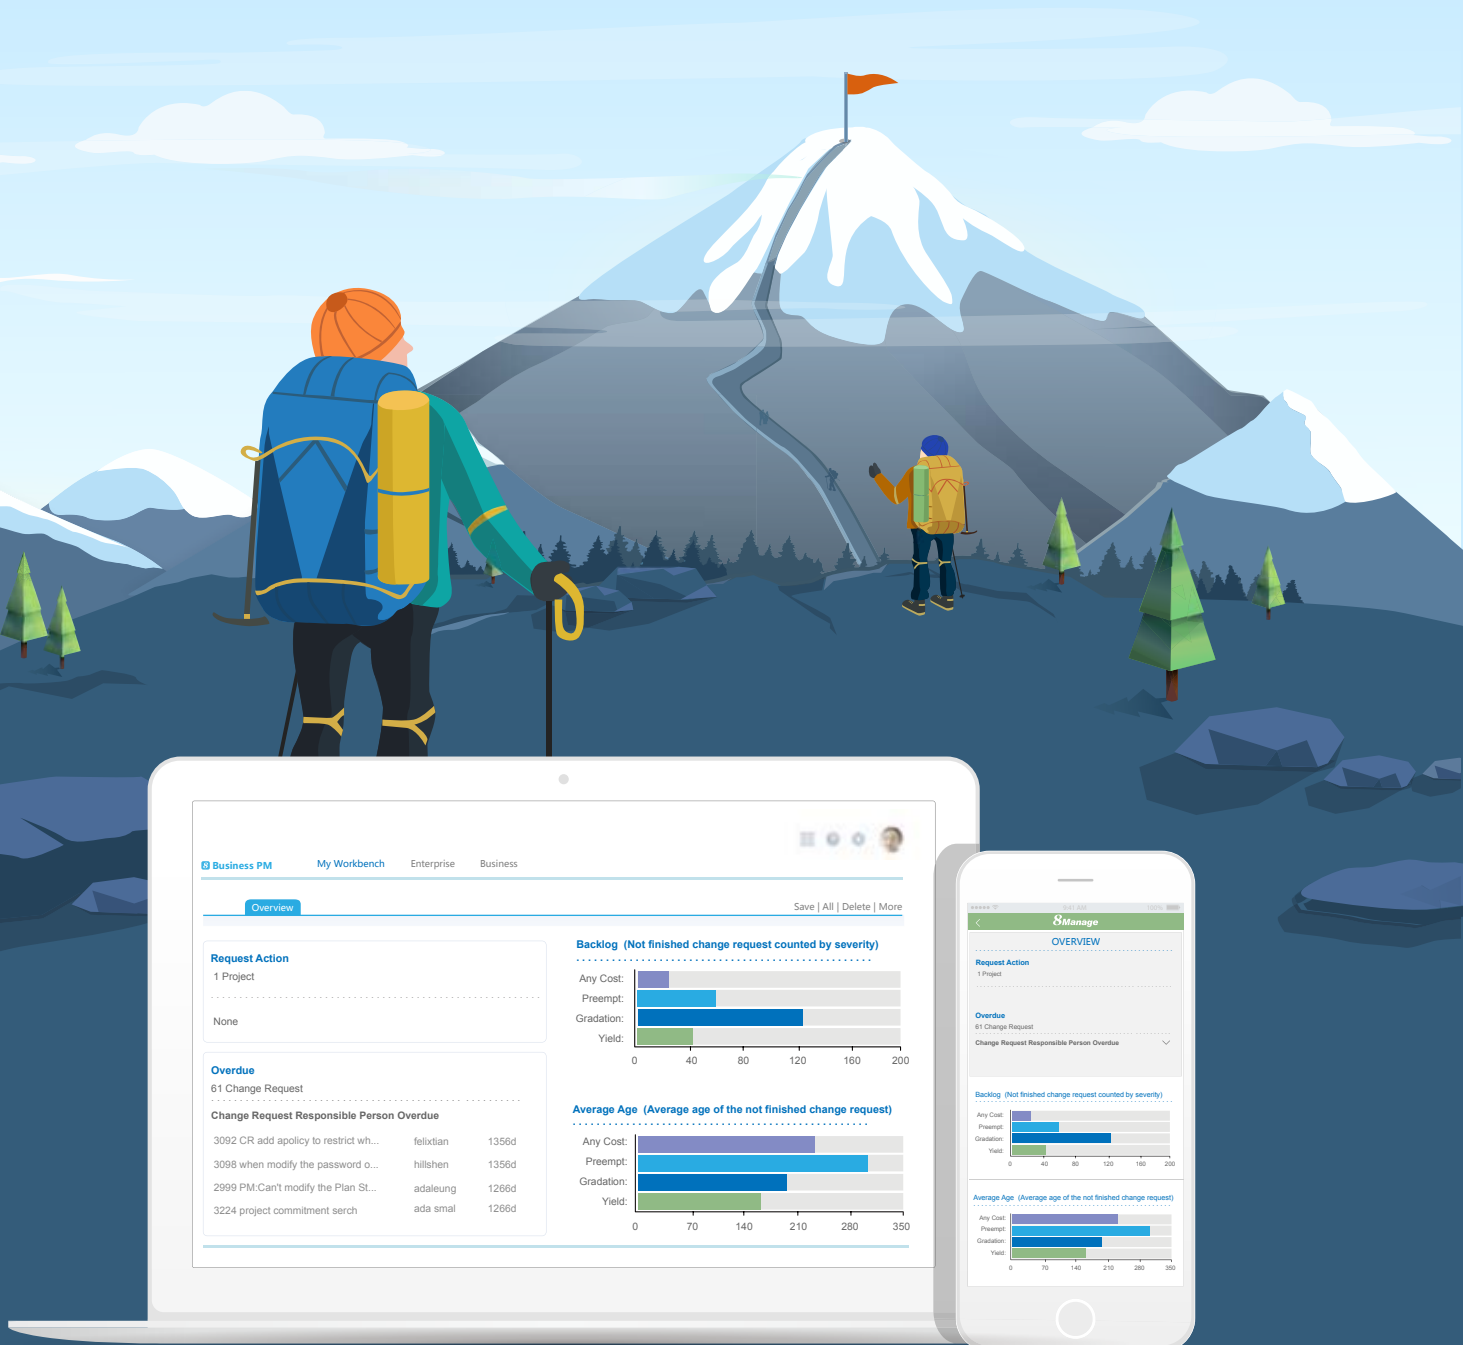 Business PM My Workbench Enterprise Business
Overview Save | All | Delete | More
Request Action
1 Project
None
Overdue
61 Change Request
Change Request Responsible Person Overdue
3092 CR add apolicy to restrict wh... felixtian 1356d
3098 when modify the password o... hillshen 1356d
2999 PM:Can't modify the Plan St... adaleung 1266d
3224 project commitment serch ada smal 1266d
Backlog (Not finished change request counted by severity)
Any Cost:
Preempt:
Gradation:
Yield:
0 40 80 120 160 200
Average Age (Average age of the not finished change request)
Any Cost:
Preempt:
Gradation:
Yield:
0 70 140 210 280 350
9:41 AM 100%
8Manage
OVERVIEW
Request Action
1 Project
Overdue
61 Change Request
Change Request Responsible Person Overdue
Backlog (Not finished change request counted by severity)
Any Cost:
Preempt:
Gradation:
Yield:
0 40 80 120 160 200
Average Age (Average age of the not finished change request)
Any Cost:
Preempt:
Gradation:
Yield:
0 70 140 210 280 350